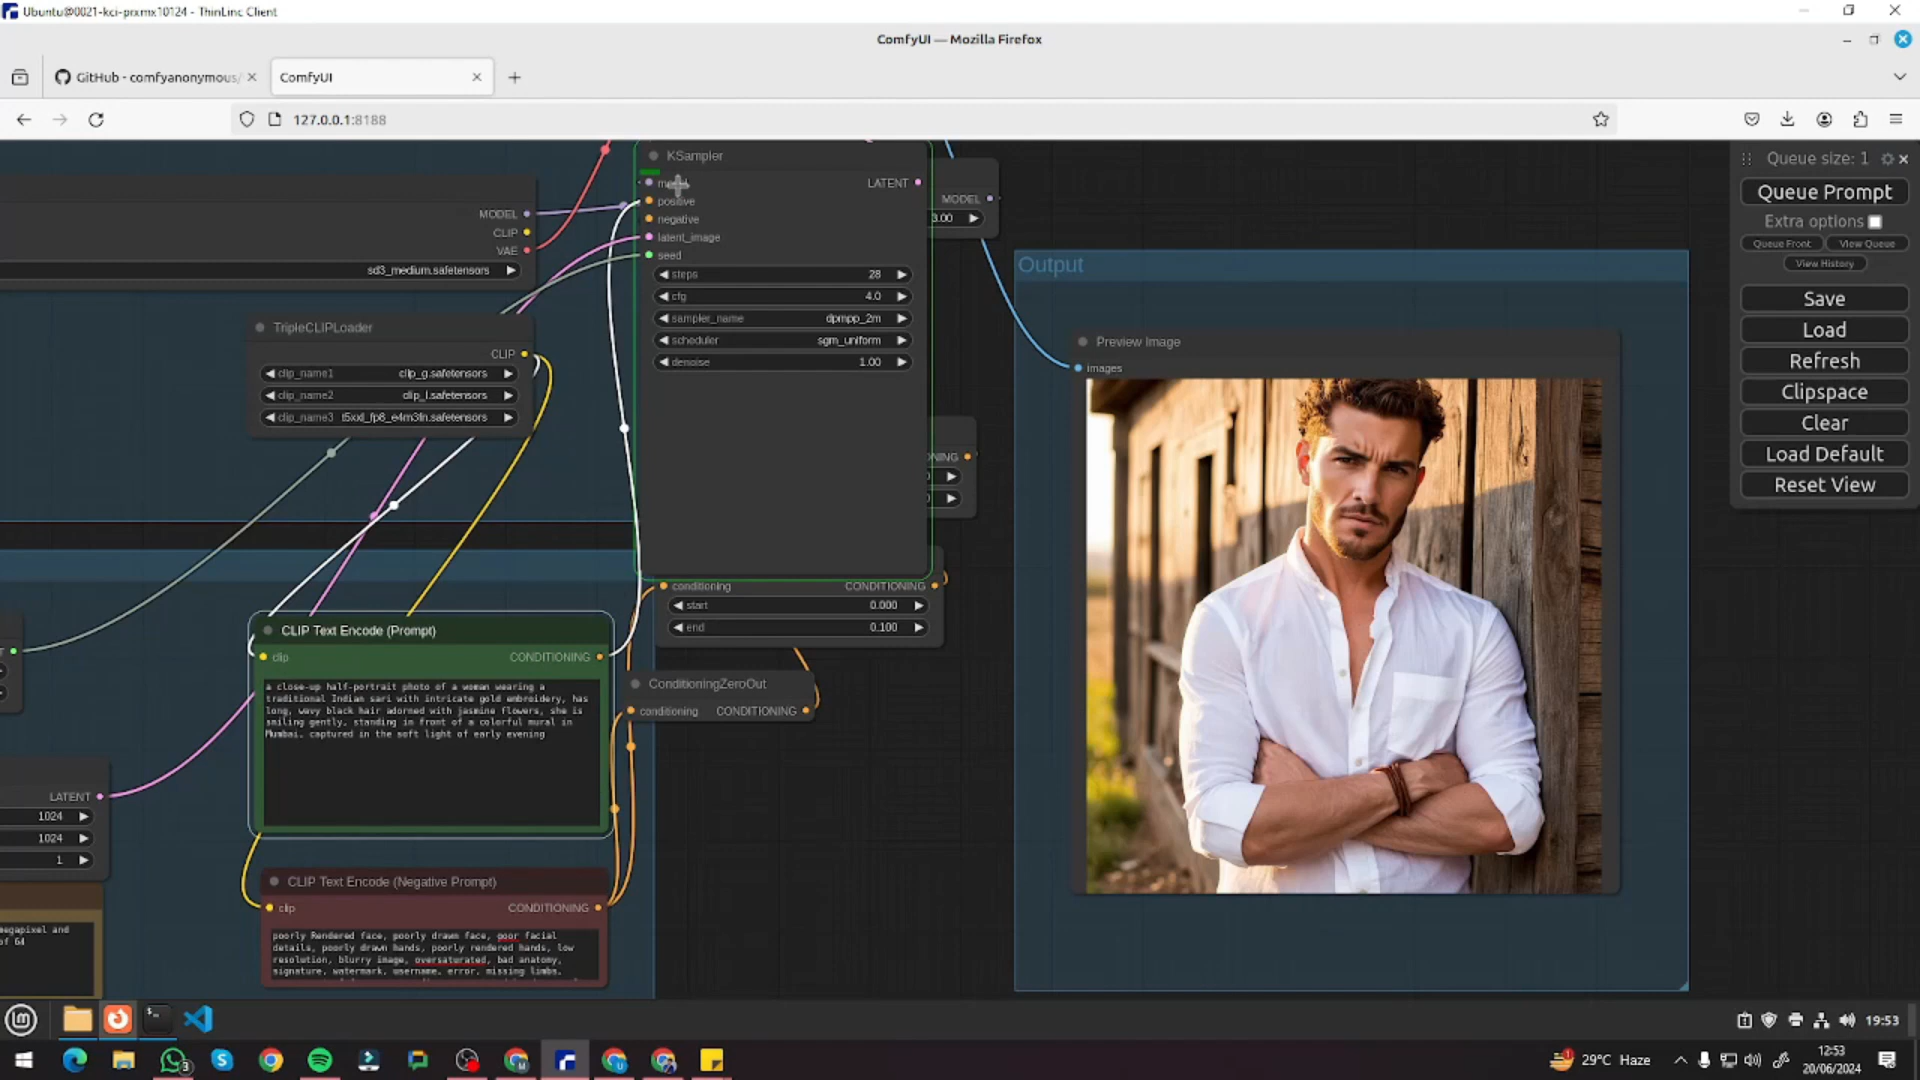 Ubuntu@0021-kci-prxmx10124 - ThinLinc Client
ComfyUI — Mozilla Firefox
GitHub - comfyanonymous/
ComfyUI
127.0.0.1:8188
KSampler
LATENT
positive
negative
latent_image
seed
steps 28
cfg 4.0
sampler_name dpmpp_2m
scheduler sgm_uniform
denoise 1.00
MODEL
CLIP
VAE
sd3_medium.safetensors
MODEL
3.00
TripleCLIPLoader
CLIP
clip_name1 clip_g.safetensors
clip_name2 clip_l.safetensors
clip_name3 t5xxl_fp8_e4m3fn.safetensors
NING
conditioning CONDITIONING
start 0.000
end 0.100
ConditioningZeroOut
conditioning CONDITIONING
CLIP Text Encode (Prompt)
clip CONDITIONING
a close-up half-portrait photo of a woman wearing a
traditional Indian sari with intricate gold embroidery, has
long, wavy black hair adorned with jasmine flowers, she is
smiling gently, standing in front of a colorful mural in
Mumbai, captured in the soft light of early evening
LATENT
1024
1024
1
CLIP Text Encode (Negative Prompt)
clip CONDITIONING
poorly Rendered face, poorly drawn face, poor facial
details, poorly drawn hands, poorly rendered hands, low
resolution, blurry image, oversaturated, bad anatomy,
signature, watermark, username, error, missing limbs,
megapixel and
of 64
Output
Preview Image
images
Queue size: 1
Queue Prompt
Extra options
Queue Front View Queue
View History
Save
Load
Refresh
Clipspace
Clear
Load Default
Reset View
19:53
29°C Haze
12:53
20/06/2024